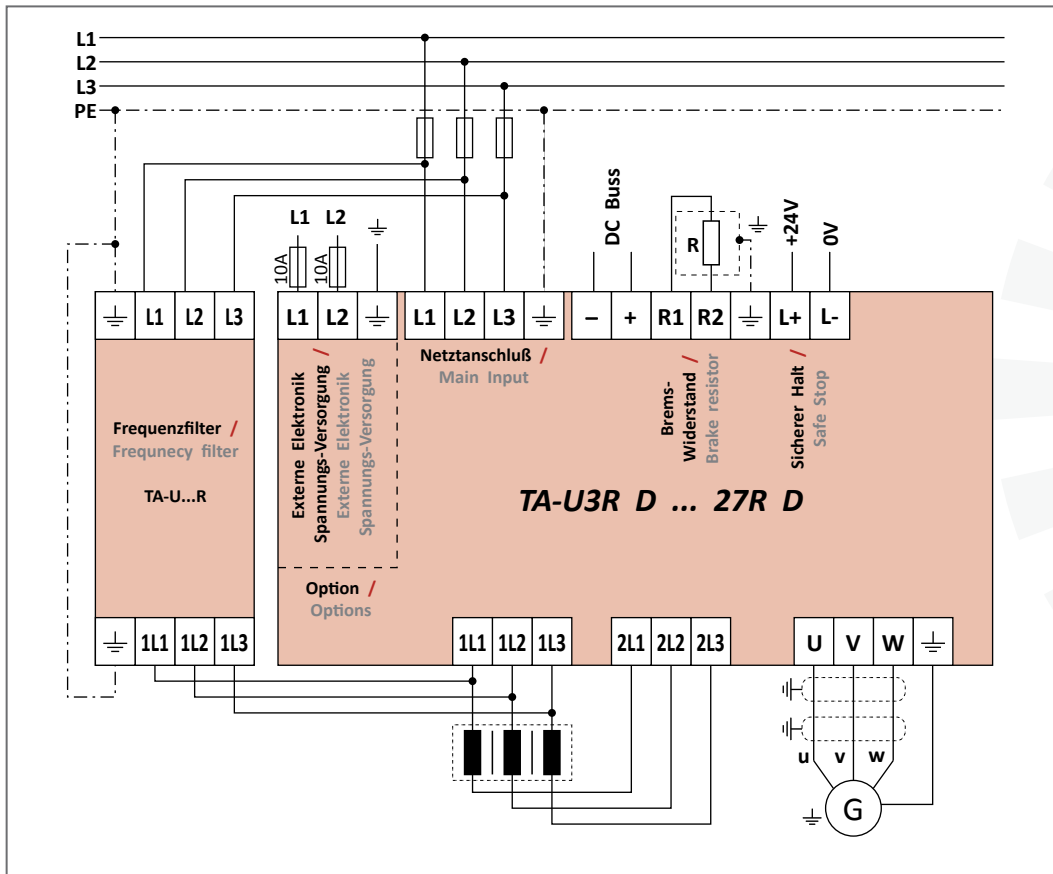 L1
L2
L3
PE
L1 L2
10A 10A
DC Buss
R
+24V
0V
L1 L2 L3
L1 L2
L1 L2 L3
– + R1 R2 L+ L-
Frequenzfilter /
Frequnecy filter
TA-U...R
Externe Elektronik /
Spannungs-Versorgung
Externe Elektronik
Spannungs-Versorgung
Netztanschluß /
Main Input
Brems-
Widerstand /
Brake resistor
Sicherer Halt /
Safe Stop
TA-U3R D ... 27R D
Option /
Options
1L1 1L2 1L3
1L1 1L2 1L3
2L1 2L2 2L3
U V W
u v w
G